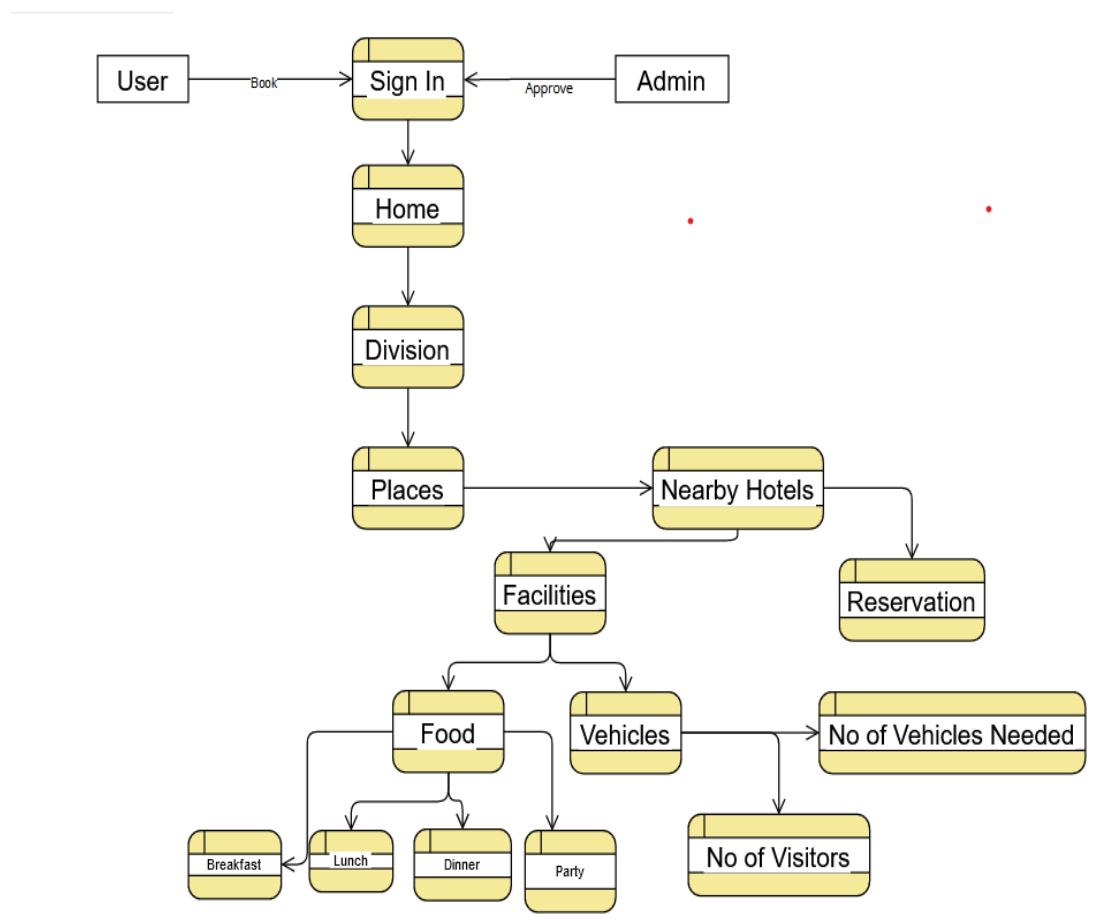 User
Book
Sign In
Approve
Admin
Home
Division
Places
Nearby Hotels
Facilities
Reservation
Food
Vehicles
No of Vehicles Needed
Breakfast
Lunch
Dinner
Party
No of Visitors